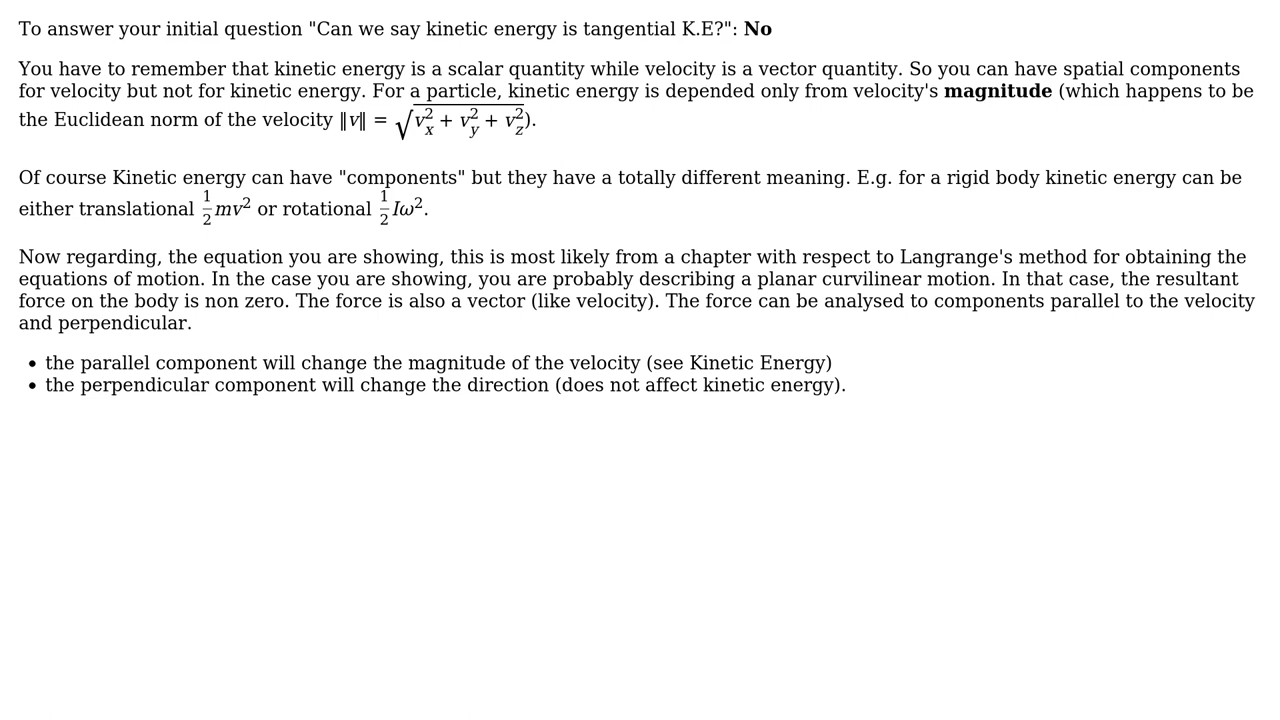 To answer your initial question "Can we say kinetic energy is tangential K.E?": No
You have to remember that kinetic energy is a scalar quantity while velocity is a vector quantity. So you can have spatial components
for velocity but not for kinetic energy. For a particle, kinetic energy is depended only from velocity's magnitude (which happens to be
the Euclidean norm of the velocity ‖v‖ = √(v_x^2 + v_y^2 + v_z^2)).
Of course Kinetic energy can have "components" but they have a totally different meaning. E.g. for a rigid body kinetic energy can be
either translational 1/2 mv² or rotational 1/2 Iω².
Now regarding, the equation you are showing, this is most likely from a chapter with respect to Langrange's method for obtaining the
equations of motion. In the case you are showing, you are probably describing a planar curvilinear motion. In that case, the resultant
force on the body is non zero. The force is also a vector (like velocity). The force can be analysed to components parallel to the velocity
and perpendicular.
• the parallel component will change the magnitude of the velocity (see Kinetic Energy)
• the perpendicular component will change the direction (does not affect kinetic energy).